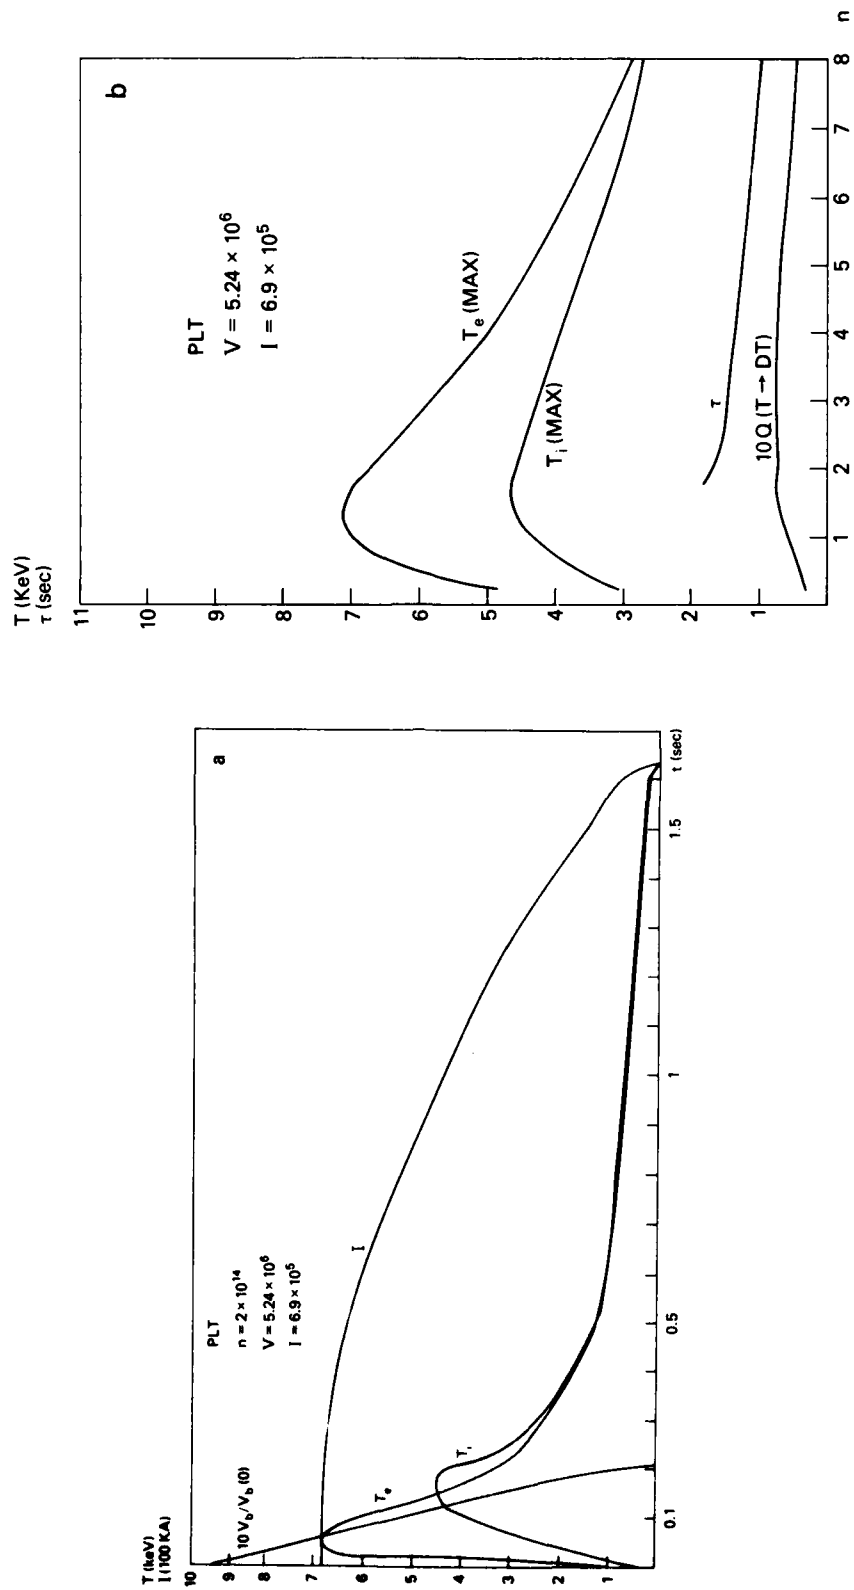 T (keV)
I (100 KA)
10
9
8
7
6
5
4
3
2
1
10 V_b/V_b(0)
PLT
n = 2 × 10^14
V = 5.24 × 10^6
I = 6.9 × 10^5
a
I
T_e
T_i
0.1
0.5
1
1.5
t (sec)
T (KeV)
τ (sec)
11
10
9
8
7
6
5
4
3
2
1
b
PLT
V = 5.24 × 10^6
I = 6.9 × 10^5
T_e (MAX)
T_i (MAX)
τ
10 Q (T → DT)
1
2
3
4
5
6
7
8
n